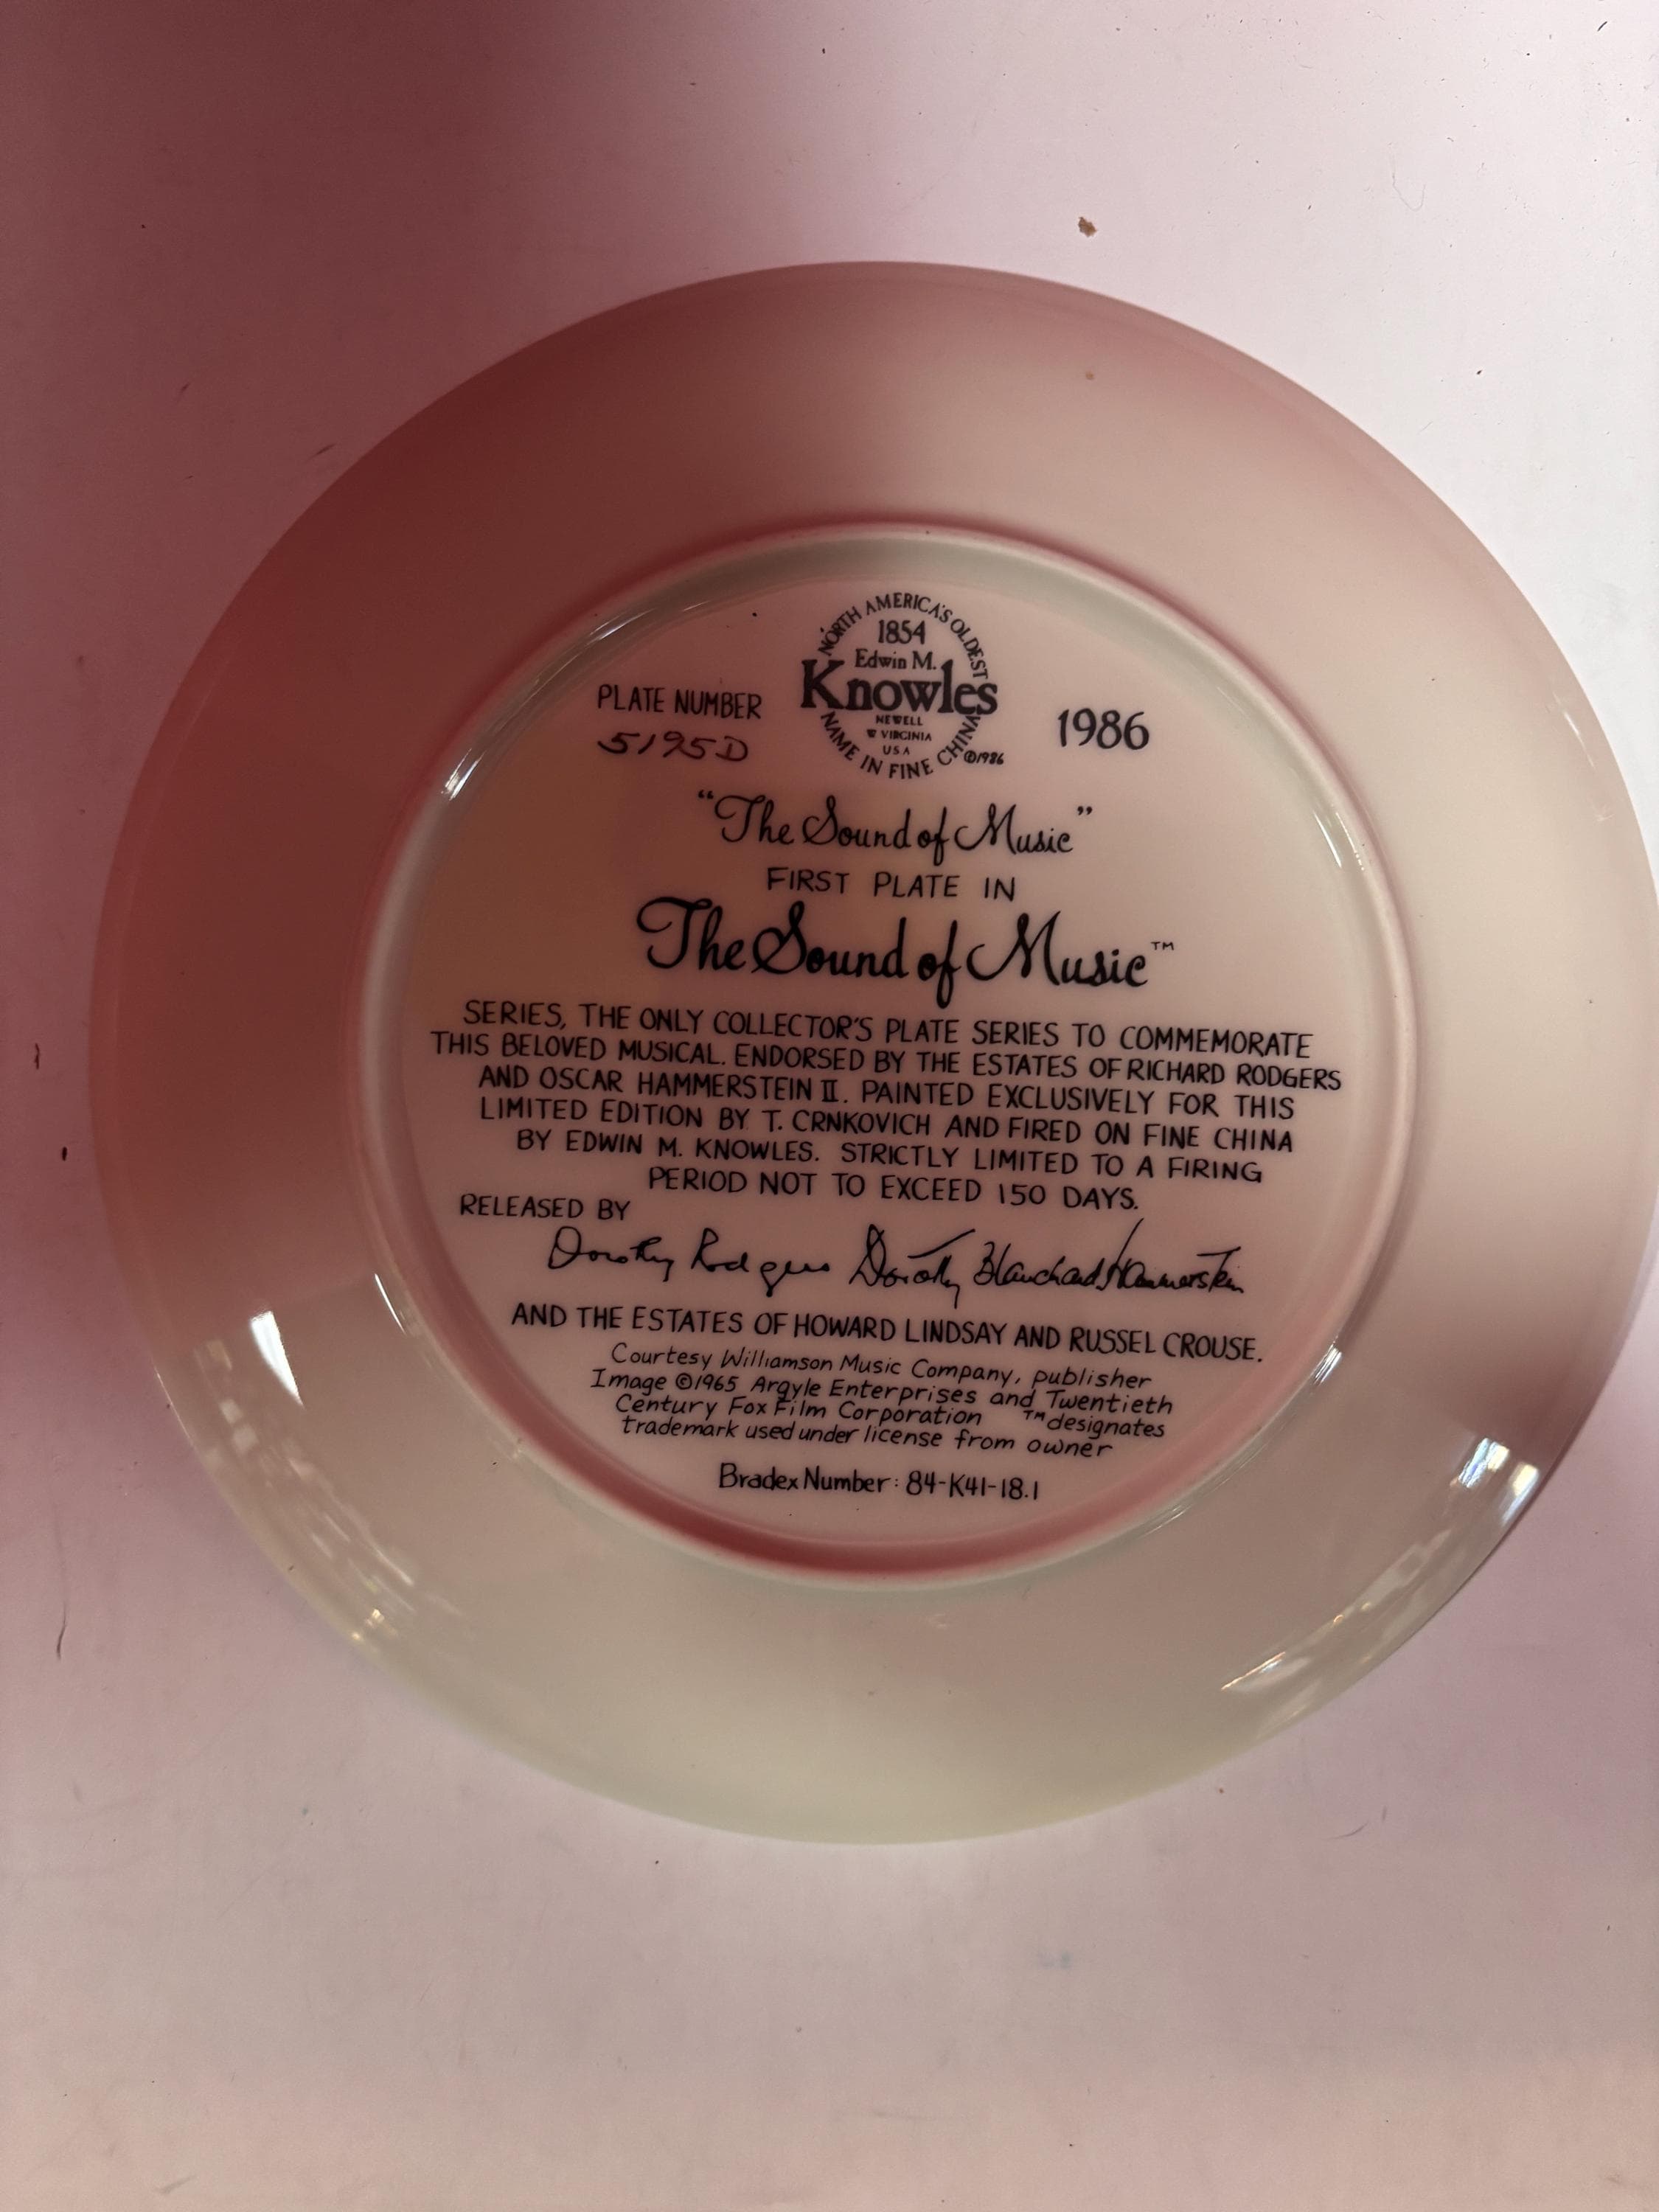 NORTH AMERICA'S OLDEST
1854
Edwin M.
Knowles
NEWELL
W VIRGINIA
USA
NAME IN FINE CHINA
©1986
PLATE NUMBER
5195D
1986
"The Sound of Music"
FIRST PLATE IN
The Sound of Music™
SERIES, THE ONLY COLLECTOR'S PLATE SERIES TO COMMEMORATE
THIS BELOVED MUSICAL. ENDORSED BY THE ESTATES OF RICHARD RODGERS
AND OSCAR HAMMERSTEIN II. PAINTED EXCLUSIVELY FOR THIS
LIMITED EDITION BY T. CRNKOVICH AND FIRED ON FINE CHINA
BY EDWIN M. KNOWLES. STRICTLY LIMITED TO A FIRING
PERIOD NOT TO EXCEED 150 DAYS.
RELEASED BY
Dorothy Rodgers Dorothy Blanchard Hammerstein
AND THE ESTATES OF HOWARD LINDSAY AND RUSSEL CROUSE.
Courtesy Williamson Music Company, publisher
Image ©1965 Argyle Enterprises and Twentieth
Century Fox Film Corporation ™designates
trademark used under license from owner
Bradex Number: 84-K41-18.1